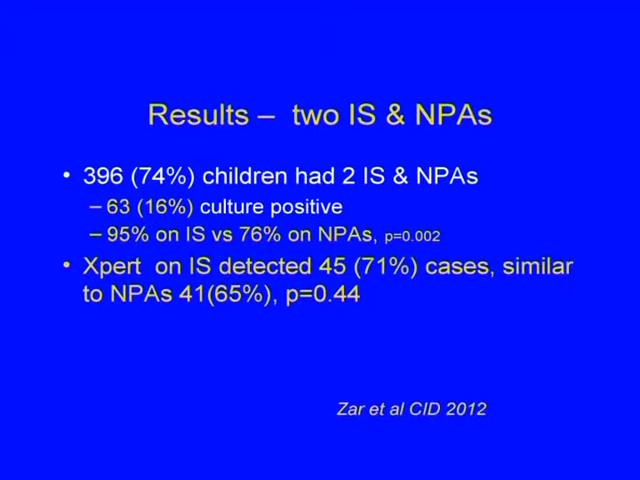 Results – two IS & NPAs
• 396 (74%) children had 2 IS & NPAs
– 63 (16%) culture positive
– 95% on IS vs 76% on NPAs, p=0.002
• Xpert on IS detected 45 (71%) cases, similar
to NPAs 41(65%), p=0.44
Zar et al CID 2012